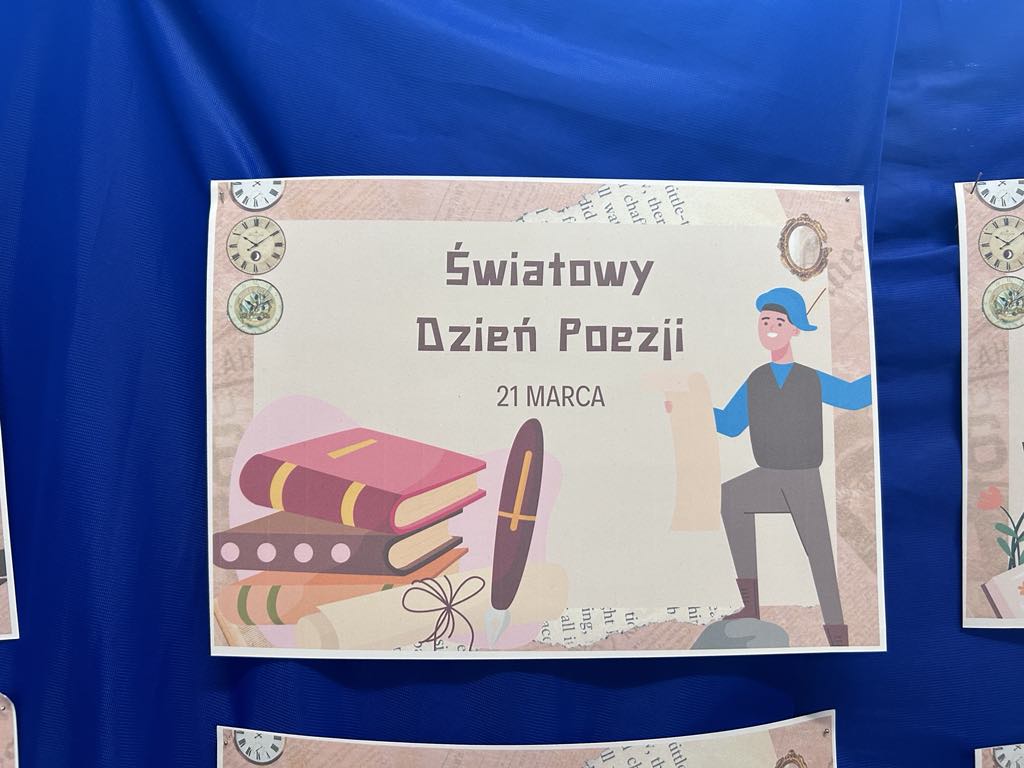 Światowy
Dzień Poezji
21 MARCA